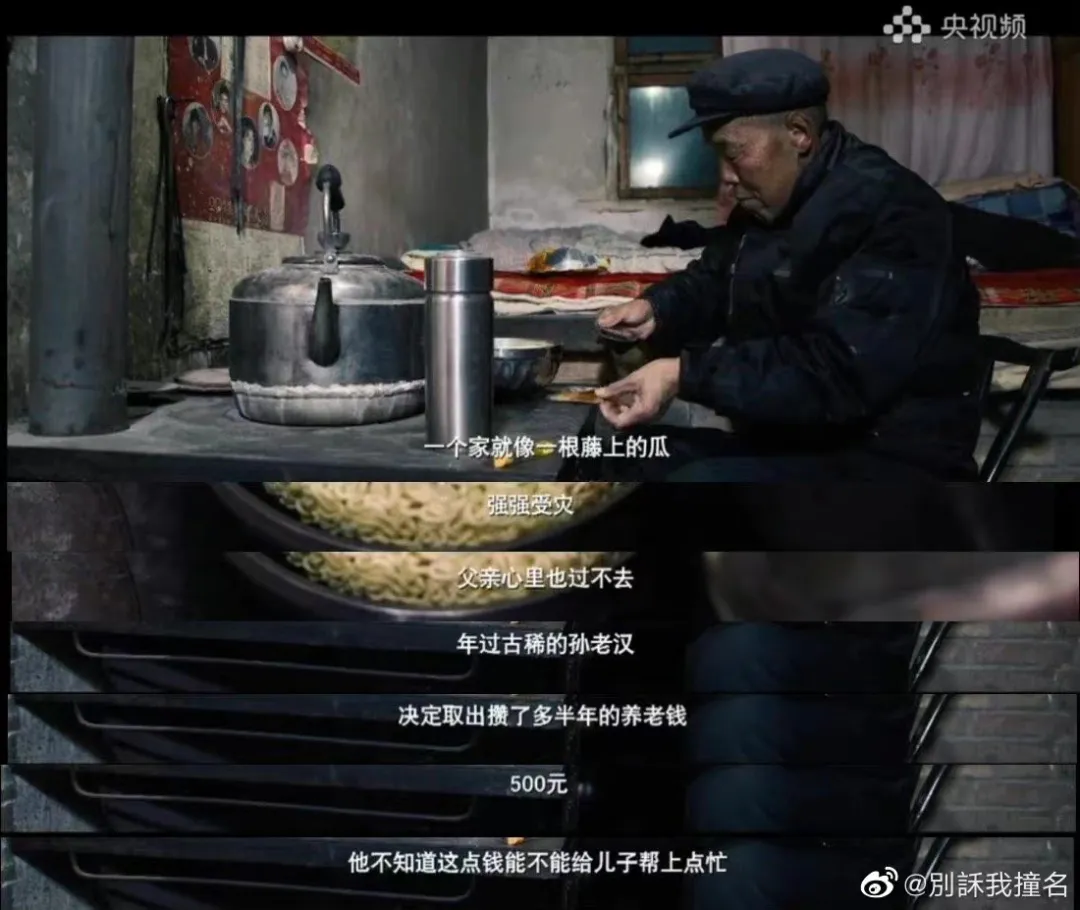 央视频
一个家就像一根藤上的瓜
强强受灾
父亲心里也过不去
年过古稀的孙老汉
决定取出攒了多半年的养老钱
500元
他不知道这点钱能不能给儿子帮上点忙
@別訸我撞名